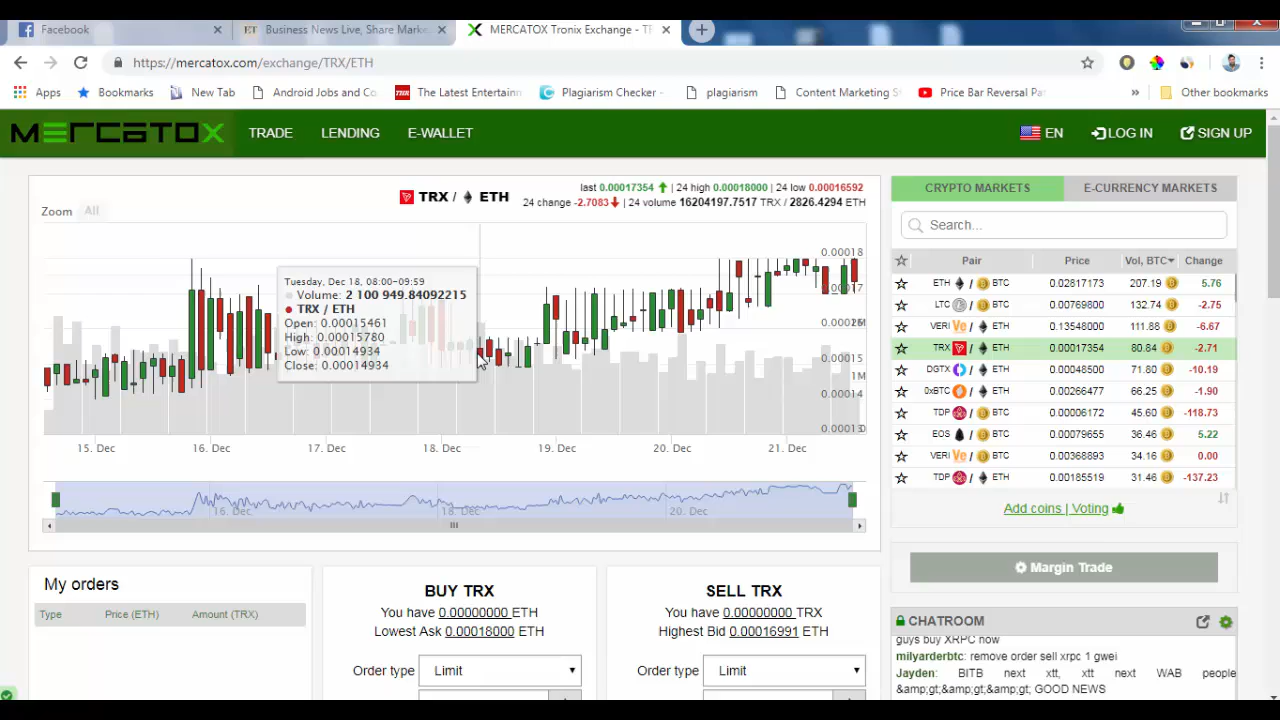 Facebook
ET Business News Live, Share Marke
MERCATOX Tronix Exchange - TF
https://mercatox.com/exchange/TRX/ETH
Apps Bookmarks New Tab Android Jobs and Co THR The Latest Entertainn Plagiarism Checker - plagiarism Content Marketing S Price Bar Reversal Pa » Other bookmarks
MERCATOX TRADE LENDING E-WALLET EN LOG IN SIGN UP
TRX / ETH
last 0.00017354 | 24 high 0.00018000 | 24 low 0.00016592
24 change -2.7083 | 24 volume 16204197.7517 TRX / 2826.4294 ETH
Zoom All
Tuesday, Dec 18, 08:00-09:59
Volume: 2 100 949.84092215
TRX / ETH
Open: 0.00015461
High: 0.00015780
Low: 0.00014934
Close: 0.00014934
0.00018
0.00017
0.00015
1M
0.00014
0.00013
15. Dec 16. Dec 17. Dec 18. Dec 19. Dec 20. Dec 21. Dec
16. Dec 18. Dec 20. Dec
CRYPTO MARKETS E-CURRENCY MARKETS
Search...
Pair Price Vol, BTC Change
ETH / BTC 0.02817173 207.19 5.76
LTC / BTC 0.00769800 132.74 -2.75
VERI / ETH 0.13548000 111.88 -6.67
TRX / ETH 0.00017354 80.84 -2.71
DGTX / ETH 0.00048500 71.80 -10.19
0xBTC / ETH 0.00266477 66.25 -1.90
TDP / BTC 0.00006172 45.60 -118.73
EOS / BTC 0.00079655 36.46 5.22
VERI / BTC 0.00368893 34.16 0.00
TDP / ETH 0.00185519 31.46 -137.23
Add coins | Voting
Margin Trade
My orders
Type Price (ETH) Amount (TRX)
BUY TRX
You have 0.00000000 ETH
Lowest Ask 0.00018000 ETH
Order type Limit
SELL TRX
You have 0.00000000 TRX
Highest Bid 0.00016991 ETH
Order type Limit
CHATROOM
guys buy XRPC now
milyarderbtc: remove order sell xrpc 1 gwei
Jayden: BITB next xtt, xtt next WAB people
&amp;gt;&amp;gt;&amp;gt; GOOD NEWS